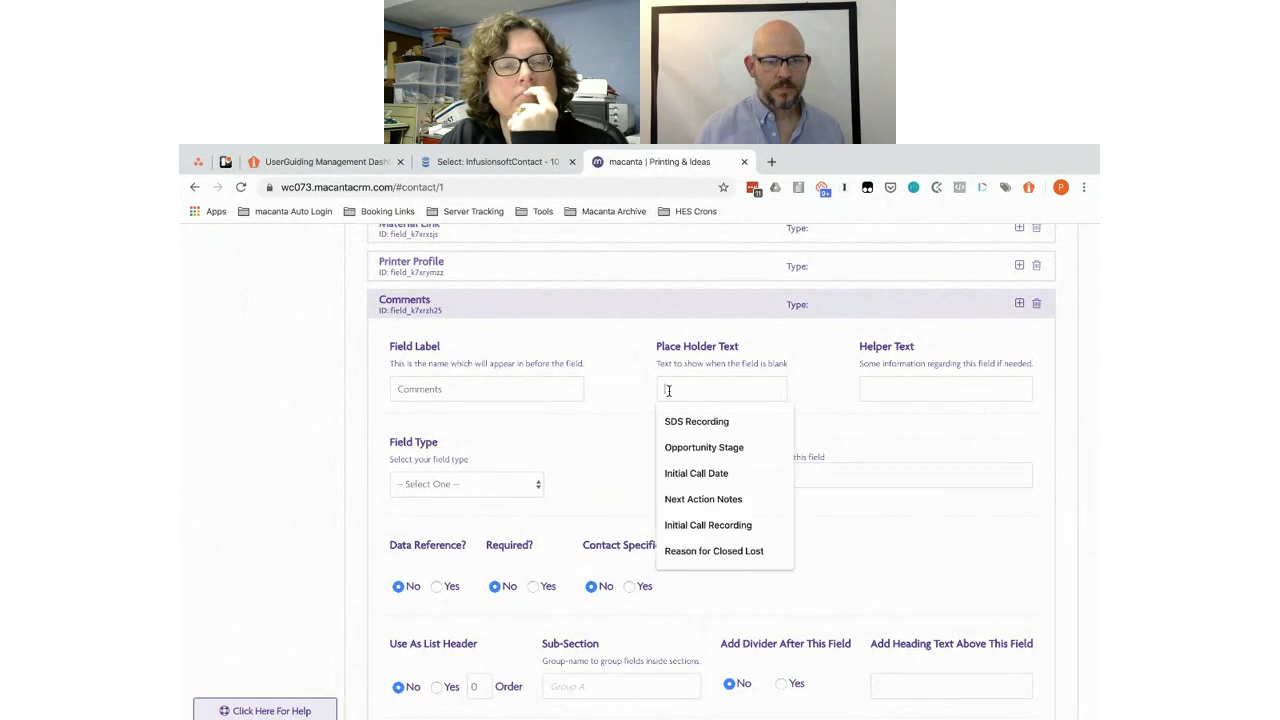 UserGuiding Management Dash
Select: InfusionsoftContact - 10
macanta | Printing & Ideas
wc073.macantacrm.com/#contact/1
11
9+
P
Apps
macanta Auto Login
Booking Links
Server Tracking
Tools
Macanta Archive
HES Crons
Material Link
ID: field_k7xrxsjs
Type:
Printer Profile
ID: field_k7xrymzz
Type:
Comments
ID: field_k7xrzh25
Type:
Field Label
This is the name which will appear in before the field.
Comments
Place Holder Text
Text to show when the field is blank
Helper Text
Some information regarding this field if needed.
SDS Recording
Opportunity Stage
Initial Call Date
Next Action Notes
Initial Call Recording
Reason for Closed Lost
Field Type
Select your field type
-- Select One --
this field
Data Reference?
Required?
Contact Specifi
No
Yes
No
Yes
No
Yes
Use As List Header
No
Yes
0
Order
Sub-Section
Group-name to group fields inside sections.
Group A
Add Divider After This Field
No
Yes
Add Heading Text Above This Field
Click Here For Help